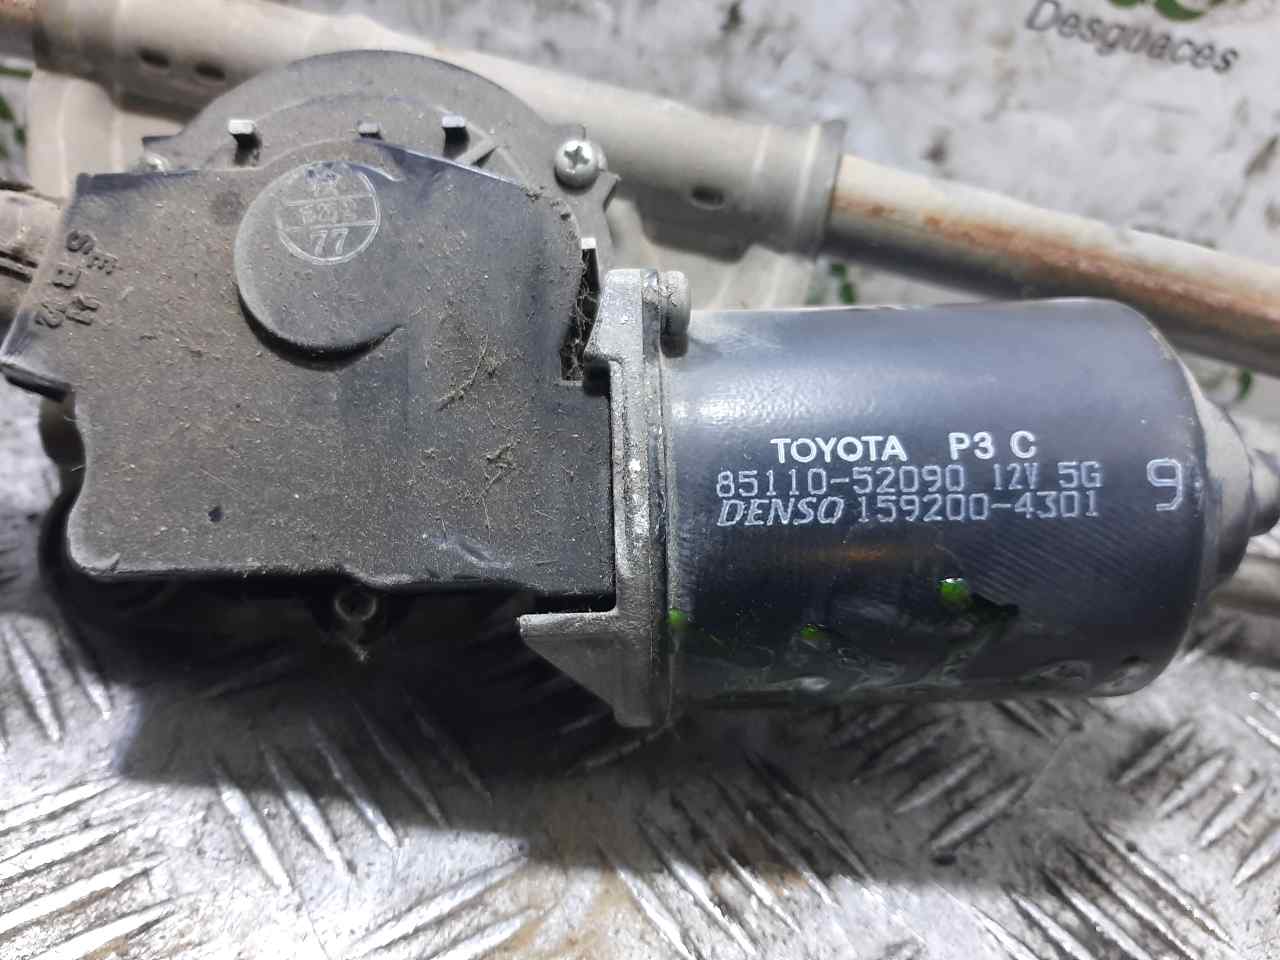 Desguaces
77
TOYOTA P3 C
85110-52090 12V 5G
DENSO 159200-4301
9